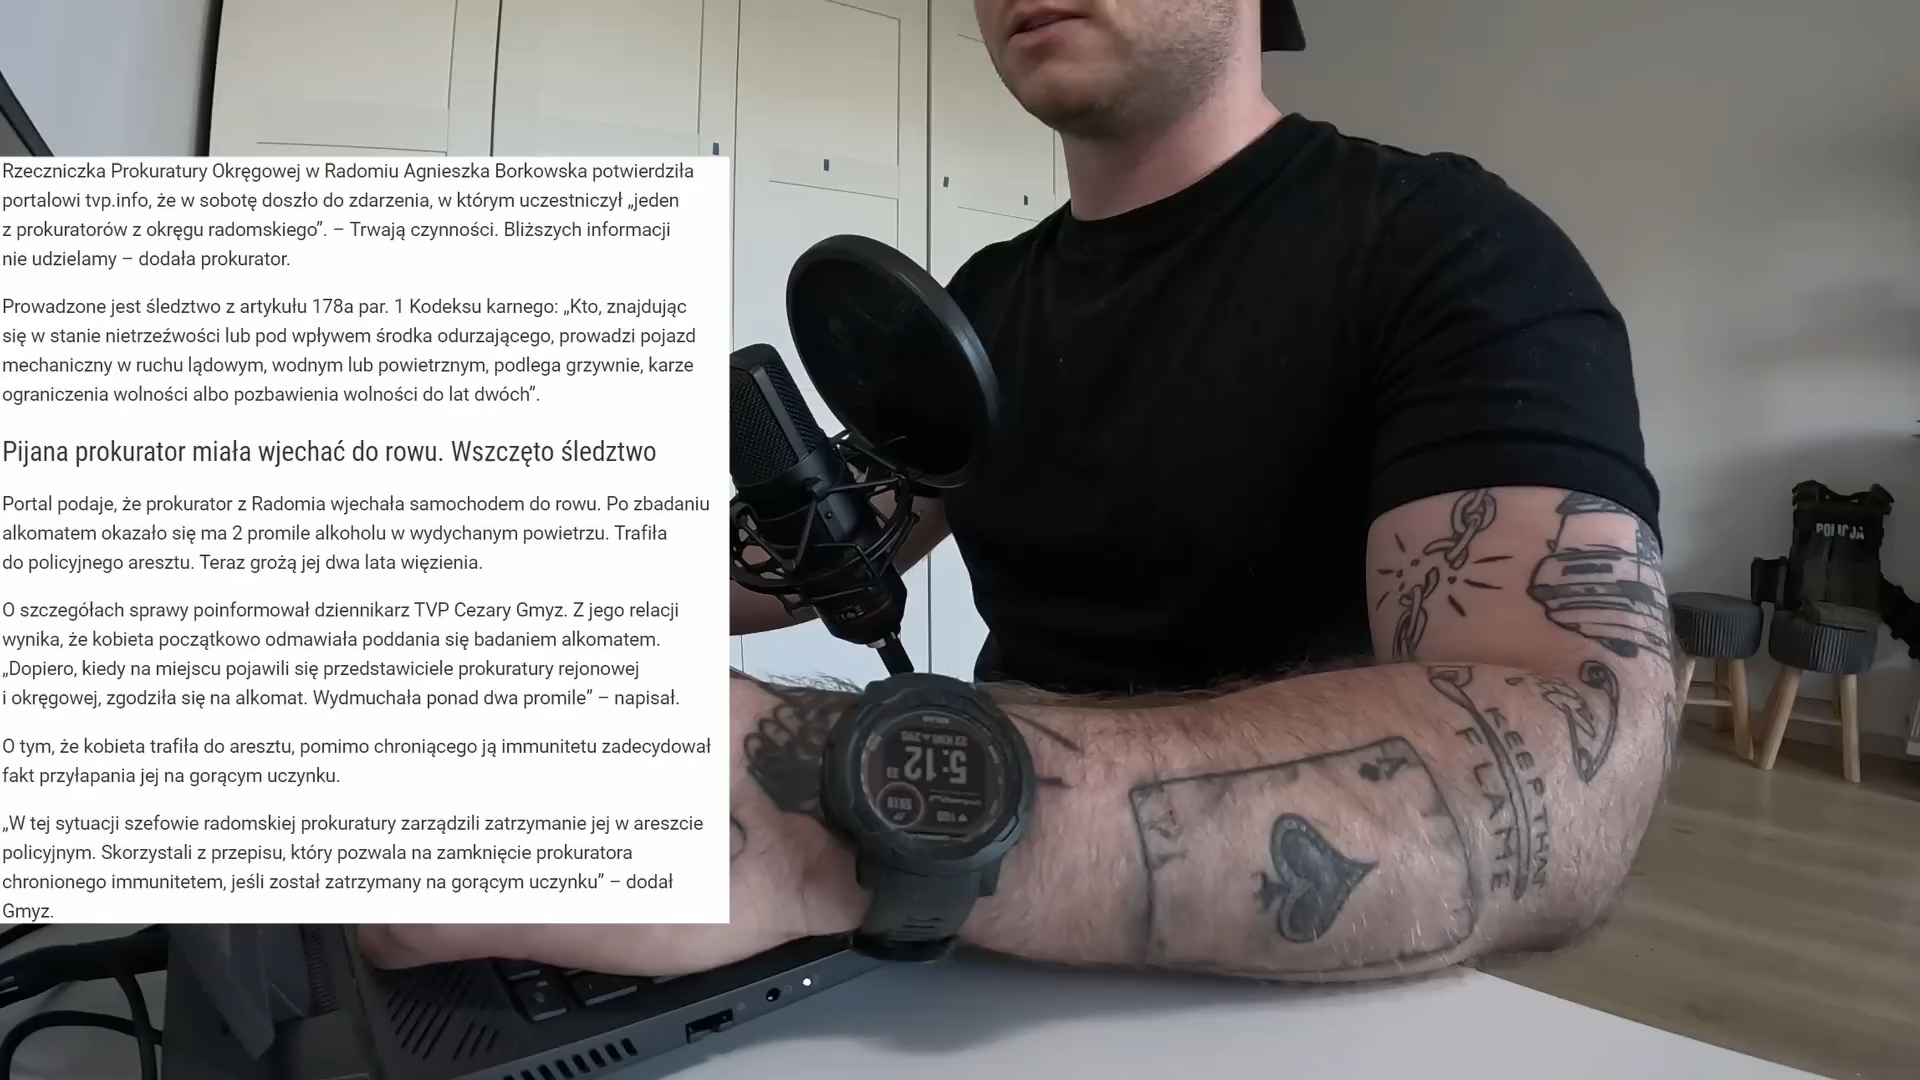 Rzeczniczka Prokuratury Okręgowej w Radomiu Agnieszka Borkowska potwierdziła
portalowi tvp.info, że w sobotę doszło do zdarzenia, w którym uczestniczył „jeden
z prokuratorów z okręgu radomskiego”. – Trwają czynności. Bliższych informacji
nie udzielamy – dodała prokurator.
Prowadzone jest śledztwo z artykułu 178a par. 1 Kodeksu karnego: „Kto, znajdując
się w stanie nietrzeźwości lub pod wpływem środka odurzającego, prowadzi pojazd
mechaniczny w ruchu lądowym, wodnym lub powietrznym, podlega grzywnie, karze
ograniczenia wolności albo pozbawienia wolności do lat dwóch”.
Pijana prokurator miała wjechać do rowu. Wszczęto śledztwo
Portal podaje, że prokurator z Radomia wjechała samochodem do rowu. Po zbadaniu
alkomatem okazało się ma 2 promile alkoholu w wydychanym powietrzu. Trafiła
do policyjnego aresztu. Teraz grożą jej dwa lata więzienia.
O szczegółach sprawy poinformował dziennikarz TVP Cezary Gmyz. Z jego relacji
wynika, że kobieta początkowo odmawiała poddania się badaniem alkomatem.
„Dopiero, kiedy na miejscu pojawili się przedstawiciele prokuratury rejonowej
i okręgowej, zgodziła się na alkomat. Wydmuchała ponad dwa promile” – napisał.
O tym, że kobieta trafiła do aresztu, pomimo chroniącego ją immunitetu zadecydował
fakt przyłapania jej na gorącym uczynku.
„W tej sytuacji szefowie radomskiej prokuratury zarządzili zatrzymanie jej w areszcie
policyjnym. Skorzystali z przepisu, który pozwala na zamknięcie prokuratora
chronionego immunitetem, jeśli został zatrzymany na gorącym uczynku” – dodał
Gmyz.
POLICJA
5:12
KEEP THAT
FLAME
A